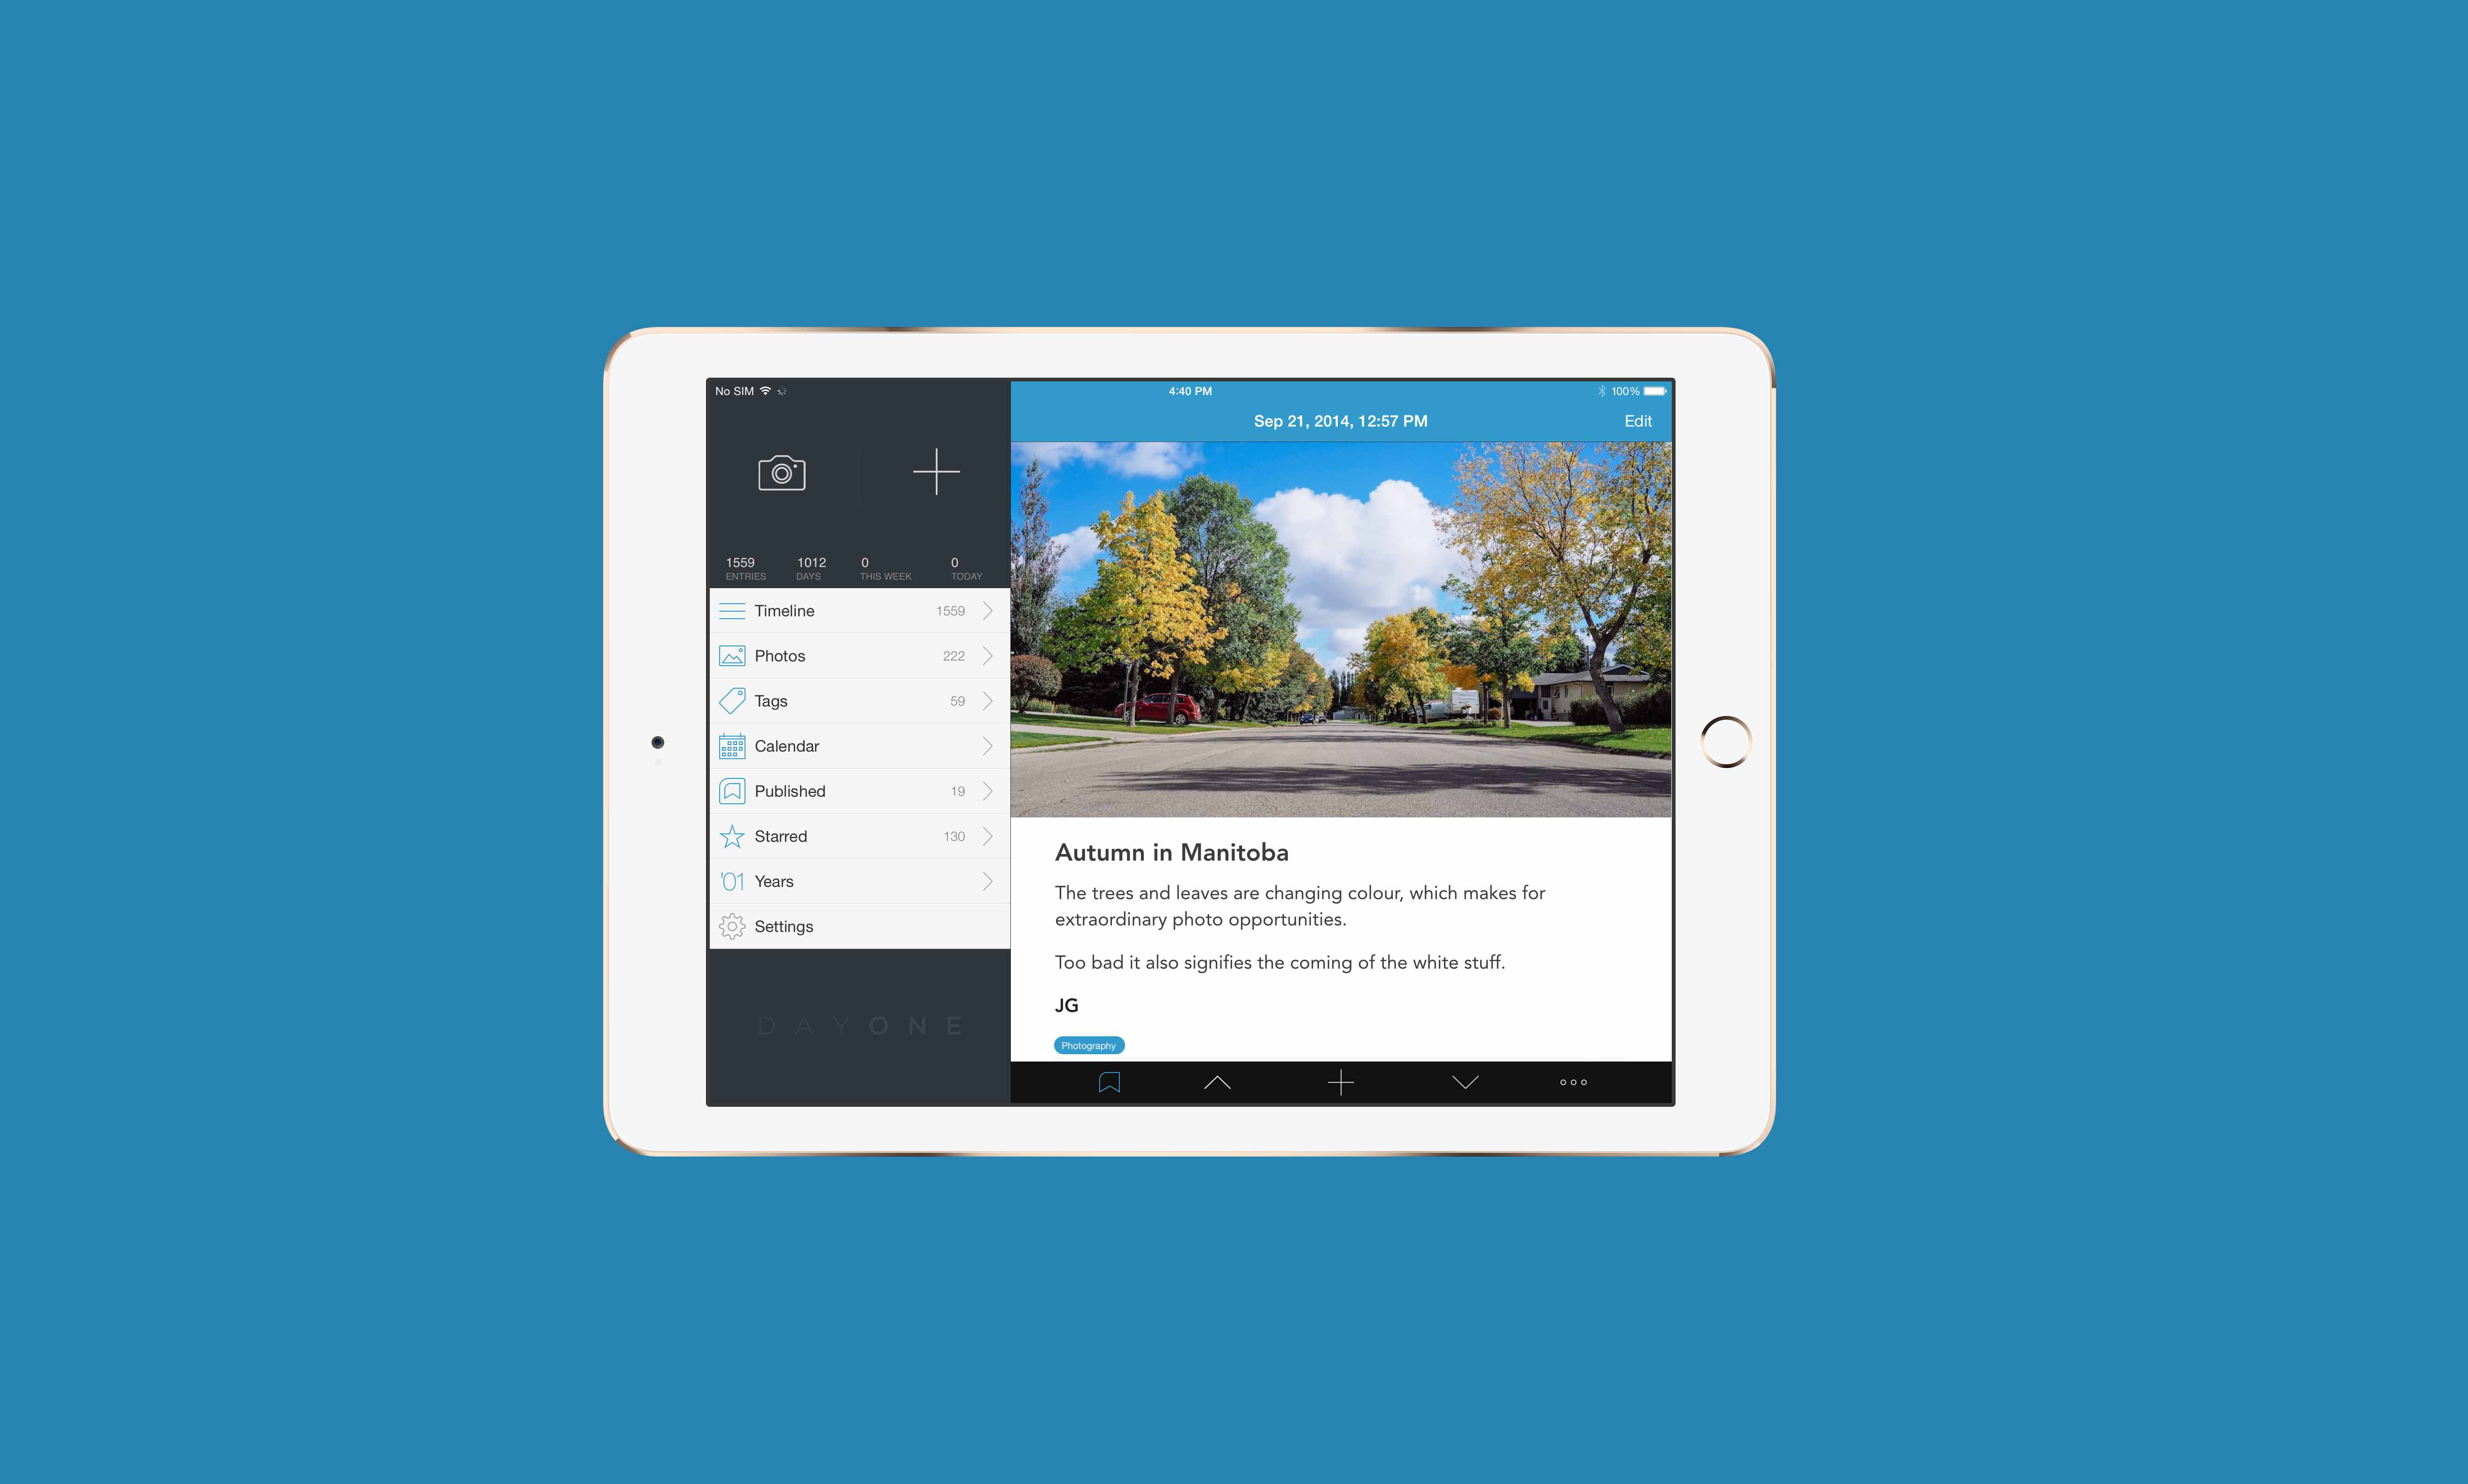 No SIM
4:40 PM
100%
Sep 21, 2014, 12:57 PM
Edit
1559
ENTRIES
1012
DAYS
0
THIS WEEK
0
TODAY
Timeline 1559
Photos 222
Tags 59
Calendar
Published 19
Starred 130
'01 Years
Settings
DAYONE
Autumn in Manitoba
The trees and leaves are changing colour, which makes for
extraordinary photo opportunities.
Too bad it also signifies the coming of the white stuff.
JG
Photography